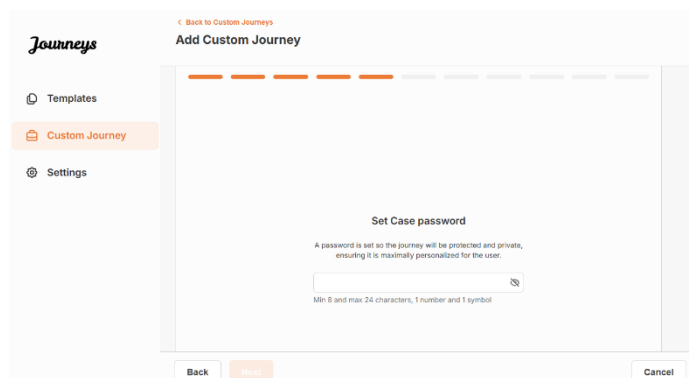 Back to Custom Journeys
Journeys
Add Custom Journey
Templates
Custom Journey
Settings
Set Case password
A password is set so the journey will be protected and private,
ensuring it is maximally personalized for the user.
Min 8 and max 24 characters, 1 number and 1 symbol
Back
Next
Cancel